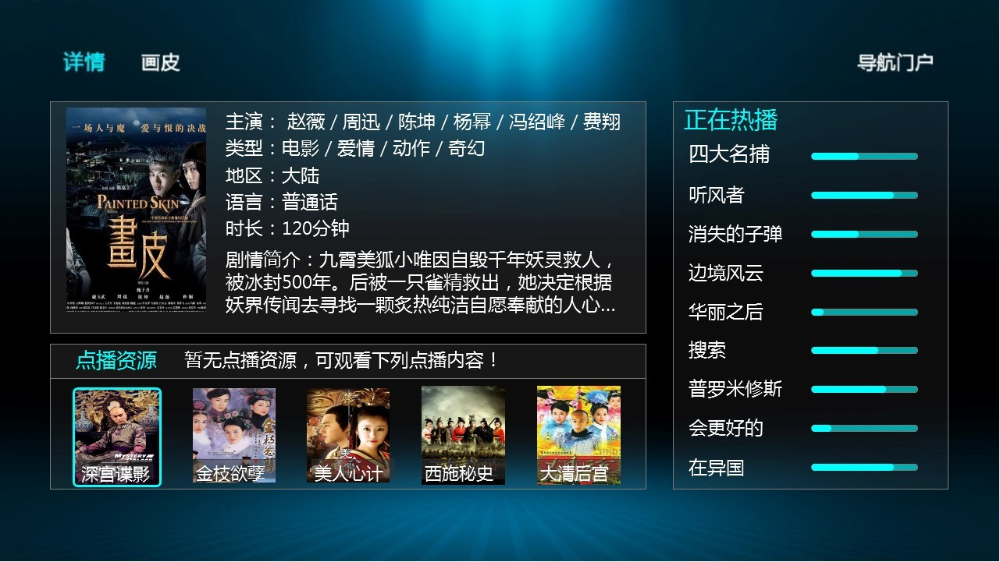 详情
画皮
导航门户
一场人与魔 爱与恨的决战
PAINTED SKIN
畫皮
主演： 赵薇 / 周迅 / 陈坤 / 杨幂 / 冯绍峰 / 费翔
类型：电影 / 爱情 / 动作 / 奇幻
地区：大陆
语言：普通话
时长：120分钟
剧情简介：九霄美狐小唯因自毁千年妖灵救人，
被冰封500年。后被一只雀精救出，她决定根据
妖界传闻去寻找一颗炙热纯洁自愿奉献的人心...
点播资源
暂无点播资源，可观看下列点播内容！
深宫谍影
金枝欲孽
美人心计
西施秘史
大清后宫
正在热播
四大名捕
听风者
消失的子弹
边境风云
华丽之后
搜索
普罗米修斯
会更好的
在异国